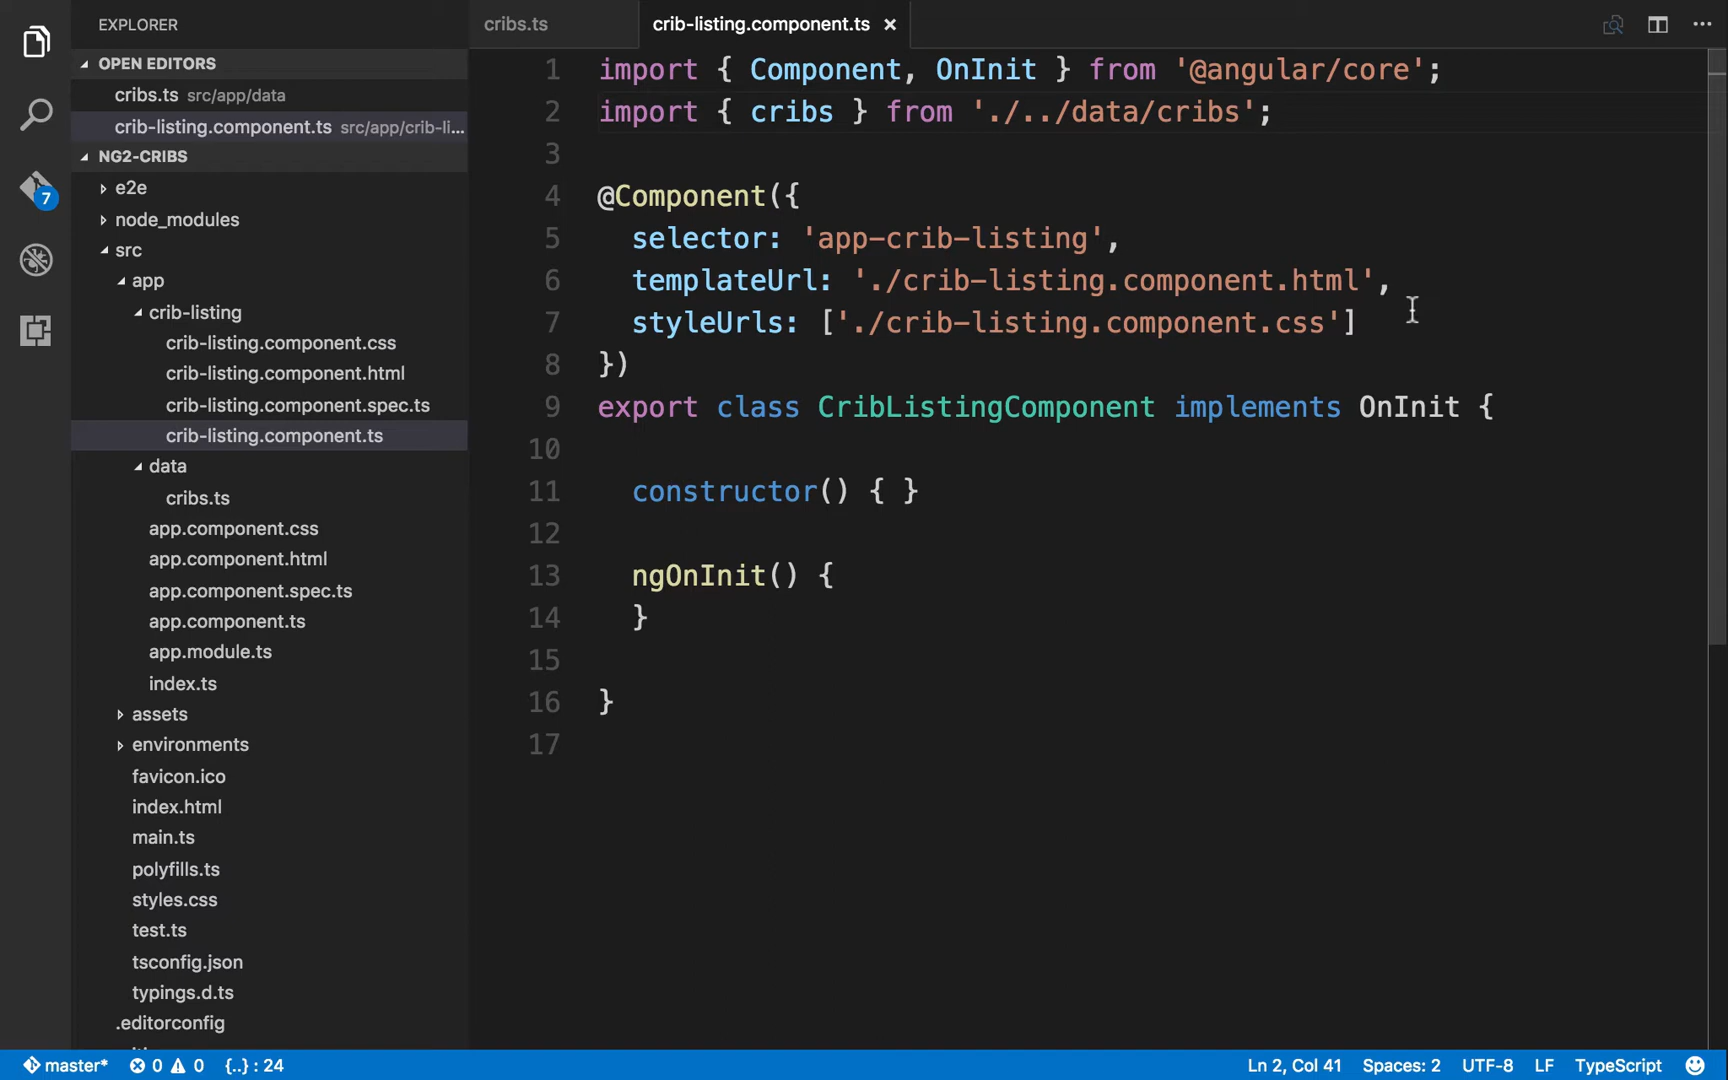 EXPLORER
OPEN EDITORS
cribs.ts src/app/data
crib-listing.component.ts src/app/crib-li...
NG2-CRIBS
e2e
node_modules
src
app
crib-listing
crib-listing.component.css
crib-listing.component.html
crib-listing.component.spec.ts
crib-listing.component.ts
data
cribs.ts
app.component.css
app.component.html
app.component.spec.ts
app.component.ts
app.module.ts
index.ts
assets
environments
favicon.ico
index.html
main.ts
polyfills.ts
styles.css
test.ts
tsconfig.json
typings.d.ts
.editorconfig
7
cribs.ts
crib-listing.component.ts ×
1 import { Component, OnInit } from '@angular/core';
2 import { cribs } from './../data/cribs';
3
4 @Component({
5 selector: 'app-crib-listing',
6 templateUrl: './crib-listing.component.html',
7 styleUrls: ['./crib-listing.component.css']
8 })
9 export class CribListingComponent implements OnInit {
10
11 constructor() { }
12
13 ngOnInit() {
14 }
15
16 }
17
master* 0 0 {..} : 24
Ln 2, Col 41 Spaces: 2 UTF-8 LF TypeScript